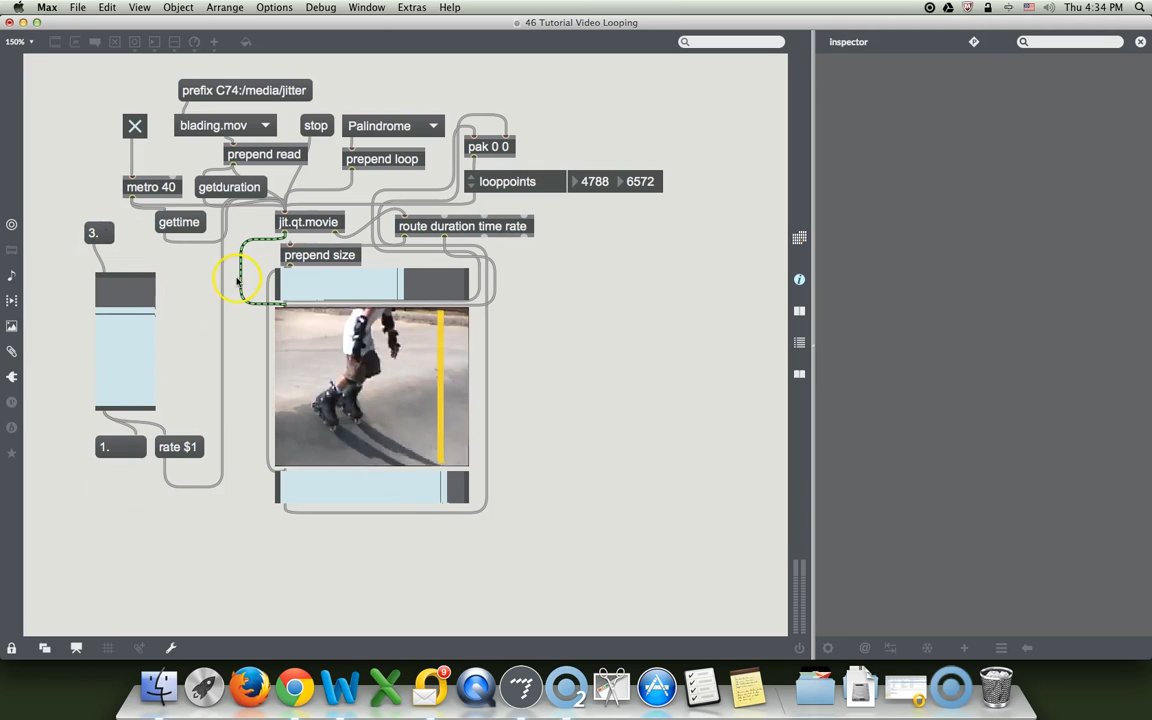 Max File Edit View Object Arrange Options Debug Window Extras Help
Thu 4:34 PM
46 Tutorial Video Looping
150%
inspector
prefix C74:/media/jitter
blading.mov
stop
Palindrome
pak 0 0
prepend read
prepend loop
looppoints
4788
6572
metro 40
getduration
gettime
jit.qt.movie
route duration time rate
3.
prepend size
1.
rate $1
9
2